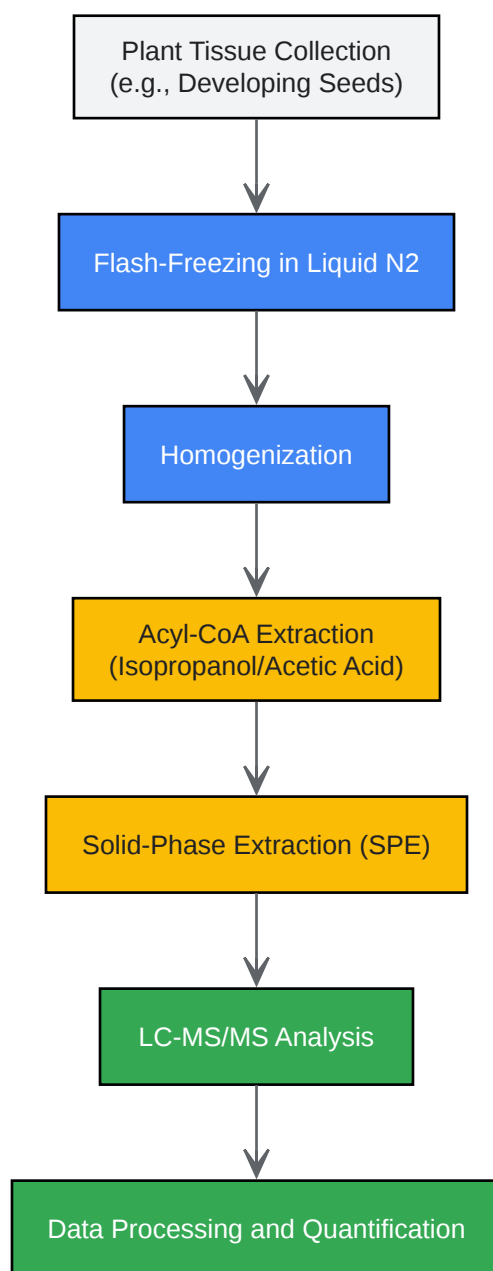 Plant Tissue Collection
(e.g., Developing Seeds)
Flash-Freezing in Liquid N2
Homogenization
Acyl-CoA Extraction
(Isopropanol/Acetic Acid)
Solid-Phase Extraction (SPE)
LC-MS/MS Analysis
Data Processing and Quantification